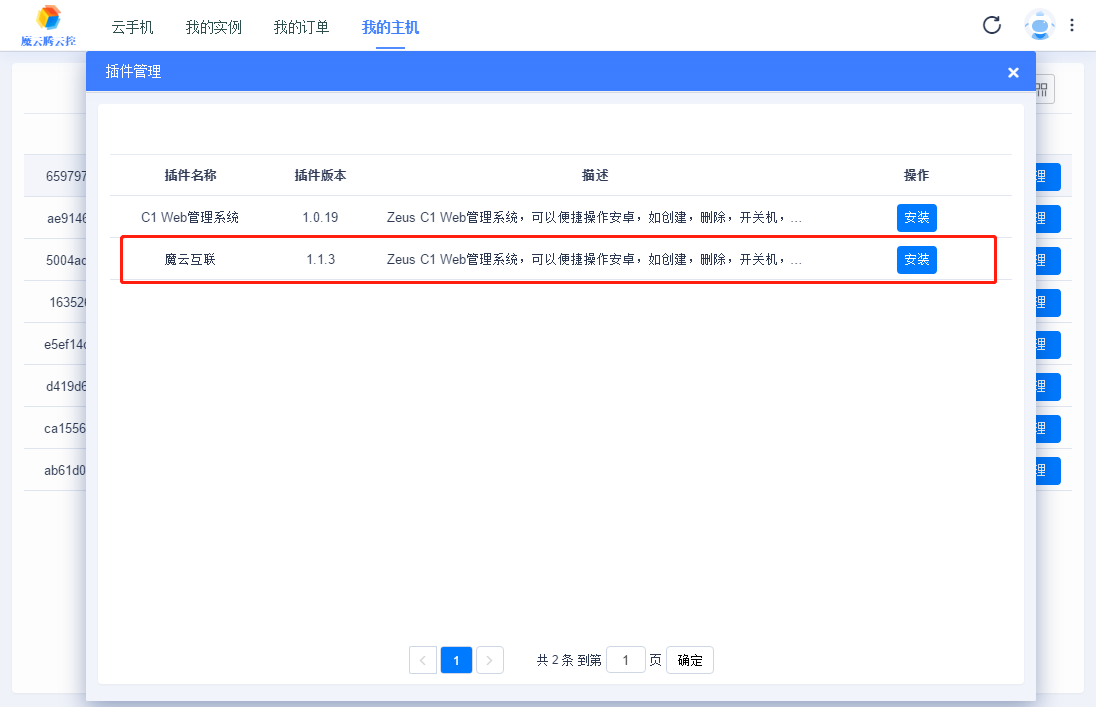 魔云腾云控
云手机 我的实例 我的订单 我的主机
插件管理
插件名称 插件版本 描述 操作
659797 理
C1 Web管理系统 1.0.19 Zeus C1 Web管理系统，可以便捷操作安卓，如创建，删除，开关机，... 安装
ae9146 理
魔云互联 1.1.3 Zeus C1 Web管理系统，可以便捷操作安卓，如创建，删除，开关机，... 安装
5004ac 理
163526 理
e5ef14c 理
d419d6 理
ca1556 理
ab61d0 理
1 共 2 条 到第 1 页 确定